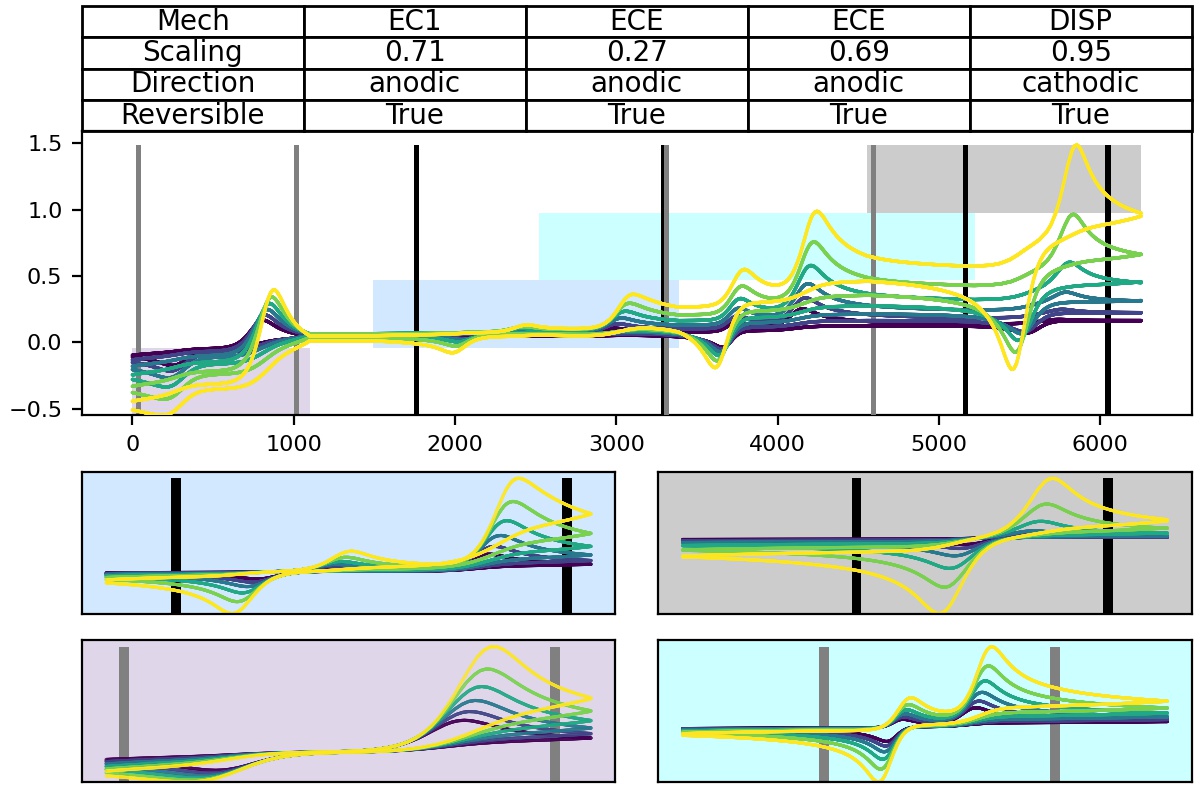 Mech EC1 ECE ECE DISP
Scaling 0.71 0.27 0.69 0.95
Direction anodic anodic anodic cathodic
Reversible True True True True
1.5
1.0
0.5
0.0
−0.5
0 1000 2000 3000 4000 5000 6000